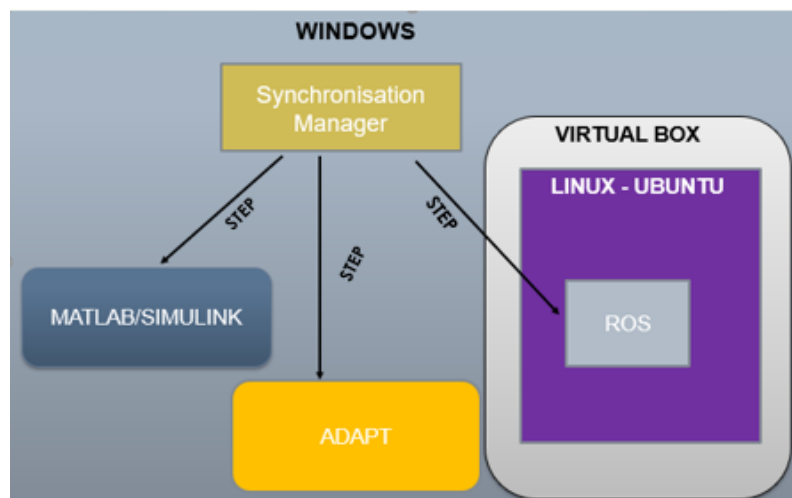 WINDOWS
Synchronisation
Manager
VIRTUAL BOX
LINUX - UBUNTU
STEP
STEP
STEP
MATLAB/SIMULINK
ROS
ADAPT